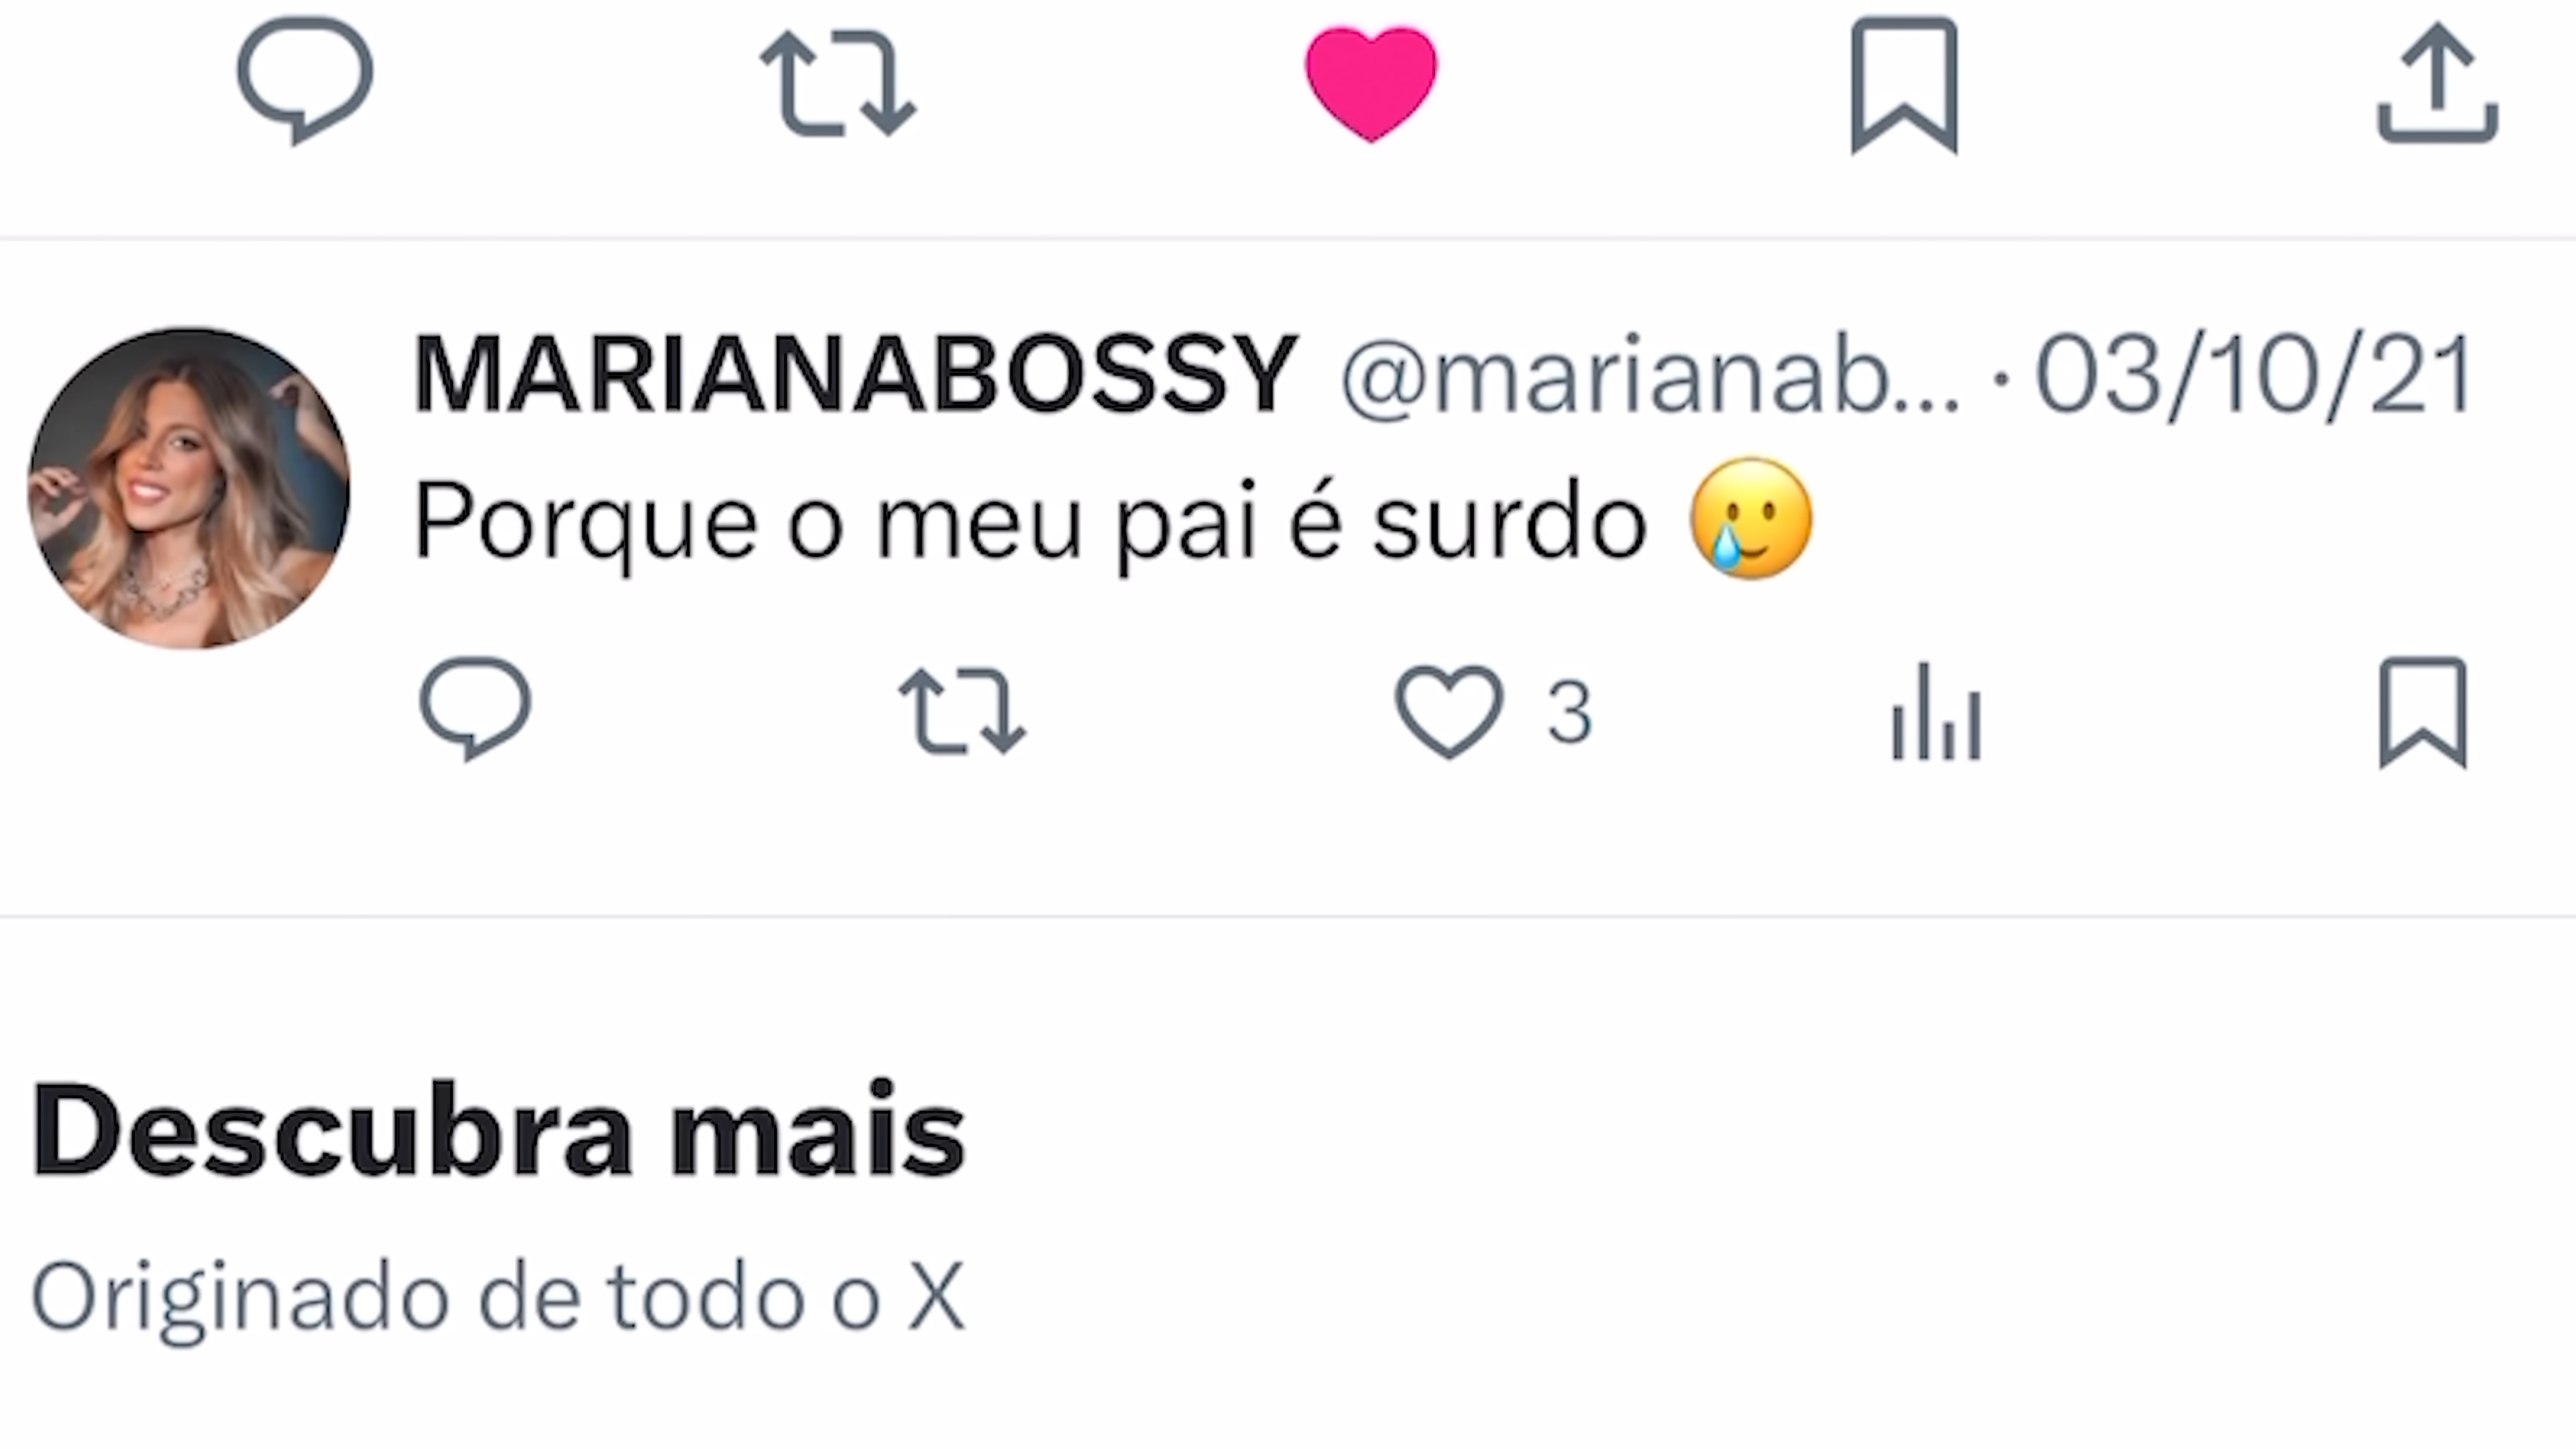 MARIANABOSSY @marianab... · 03/10/21
Porque o meu pai é surdo 🥲
3
Descubra mais
Originado de todo o X